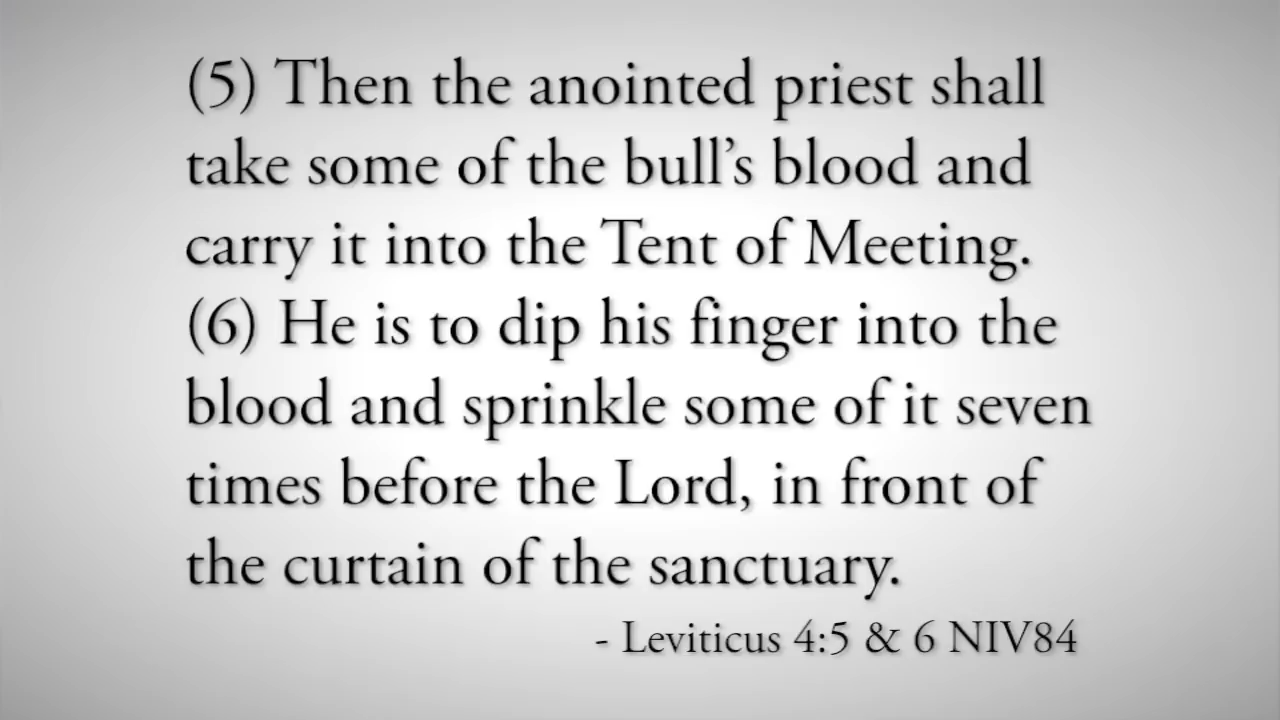 (5) Then the anointed priest shall
take some of the bull’s blood and
carry it into the Tent of Meeting.
(6) He is to dip his finger into the
blood and sprinkle some of it seven
times before the Lord, in front of
the curtain of the sanctuary.
- Leviticus 4:5 & 6 NIV84